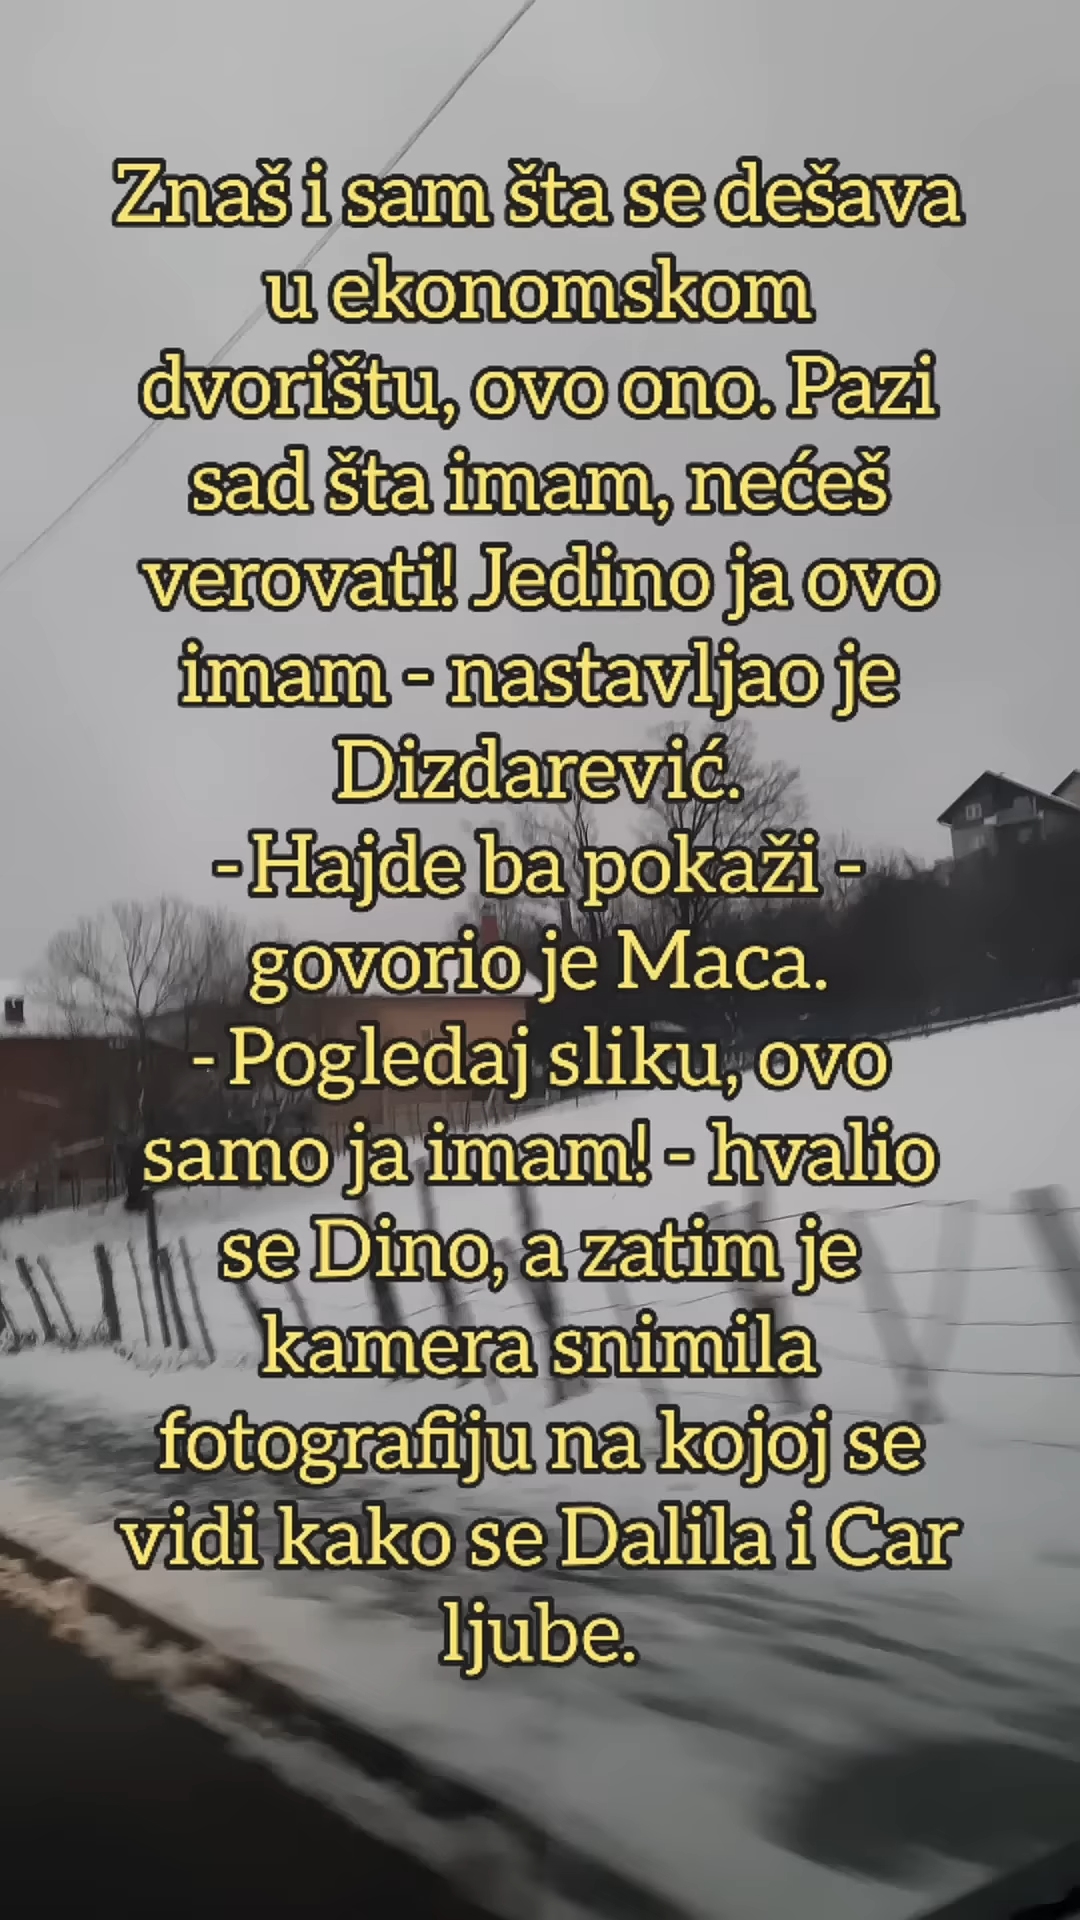 Znaš i sam šta se dešava
u ekonomskom
dvorištu, ovo ono. Pazi
sad šta imam, nećeš
verovati! Jedino ja ovo
imam - nastavljao je
Dizdarević.
- Hajde ba pokaži -
govorio je Maca.
- Pogledaj sliku, ovo
samo ja imam! - hvalio
se Dino, a zatim je
kamera snimila
fotografiju na kojoj se
vidi kako se Dalila i Car
ljube.